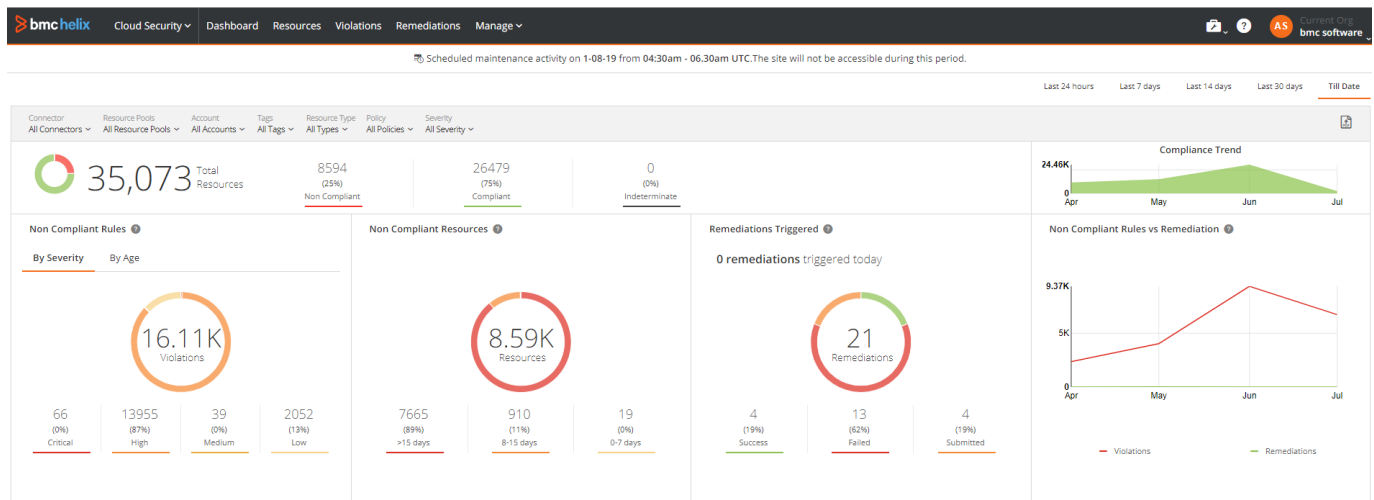 bmchelix Cloud Security Dashboard Resources Violations Remediations Manage ? AS Current Org
bmc software
Scheduled maintenance activity on 1-08-19 from 04:30am - 06.30am UTC.The site will not be accessible during this period.
Last 24 hours Last 7 days Last 14 days Last 30 days Till Date
Connector Resource Pools Account Tags Resource Type Policy Severity
All Connectors All Resource Pools All Accounts All Tags All Types All Policies All Severity
35,073 Total
Resources
8594
(25%)
Non Compliant
26479
(75%)
Compliant
0
(0%)
Indeterminate
Compliance Trend
24.46K
0
Apr May Jun Jul
Non Compliant Rules ?
By Severity By Age
16.11K
Violations
66 13955 39 2052
(0%) (87%) (0%) (13%)
Critical High Medium Low
Non Compliant Resources ?
8.59K
Resources
7665 910 19
(89%) (11%) (0%)
>15 days 8-15 days 0-7 days
Remediations Triggered ?
0 remediations triggered today
21
Remediations
4 13 4
(19%) (62%) (19%)
Success Failed Submitted
Non Compliant Rules vs Remediation ?
9.37K
5K
0
Apr May Jun Jul
Violations Remediations